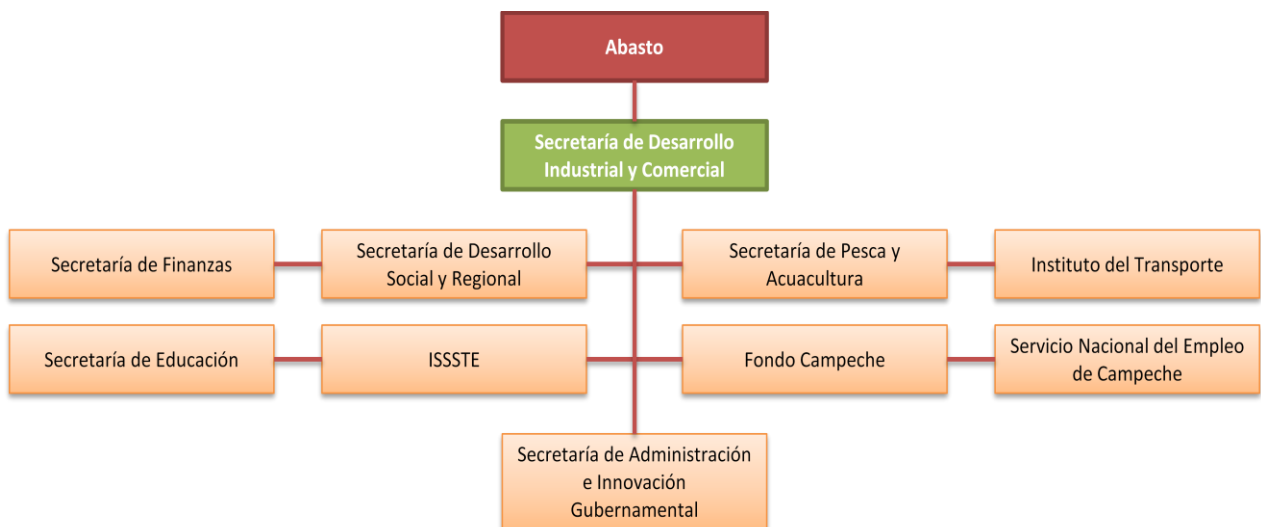 Abasto
Secretaría de Desarrollo
Industrial y Comercial
Secretaría de Finanzas
Secretaría de Desarrollo
Social y Regional
Secretaría de Pesca y
Acuacultura
Instituto del Transporte
Secretaría de Educación
ISSSTE
Fondo Campeche
Servicio Nacional del Empleo
de Campeche
Secretaría de Administración
e Innovación
Gubernamental